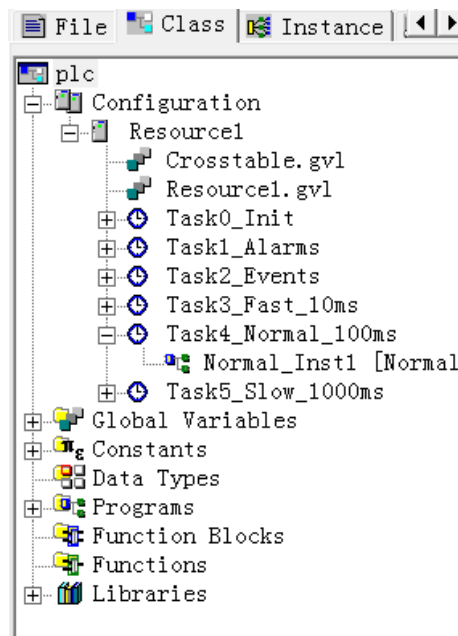 File Class Instance
plc
Configuration
Resource1
Crosstable.gvl
Resource1.gvl
Task0_Init
Task1_Alarms
Task2_Events
Task3_Fast_10ms
Task4_Normal_100ms
Normal_Inst1 [Normal
Task5_Slow_1000ms
Global Variables
Constants
Data Types
Programs
Function Blocks
Functions
Libraries